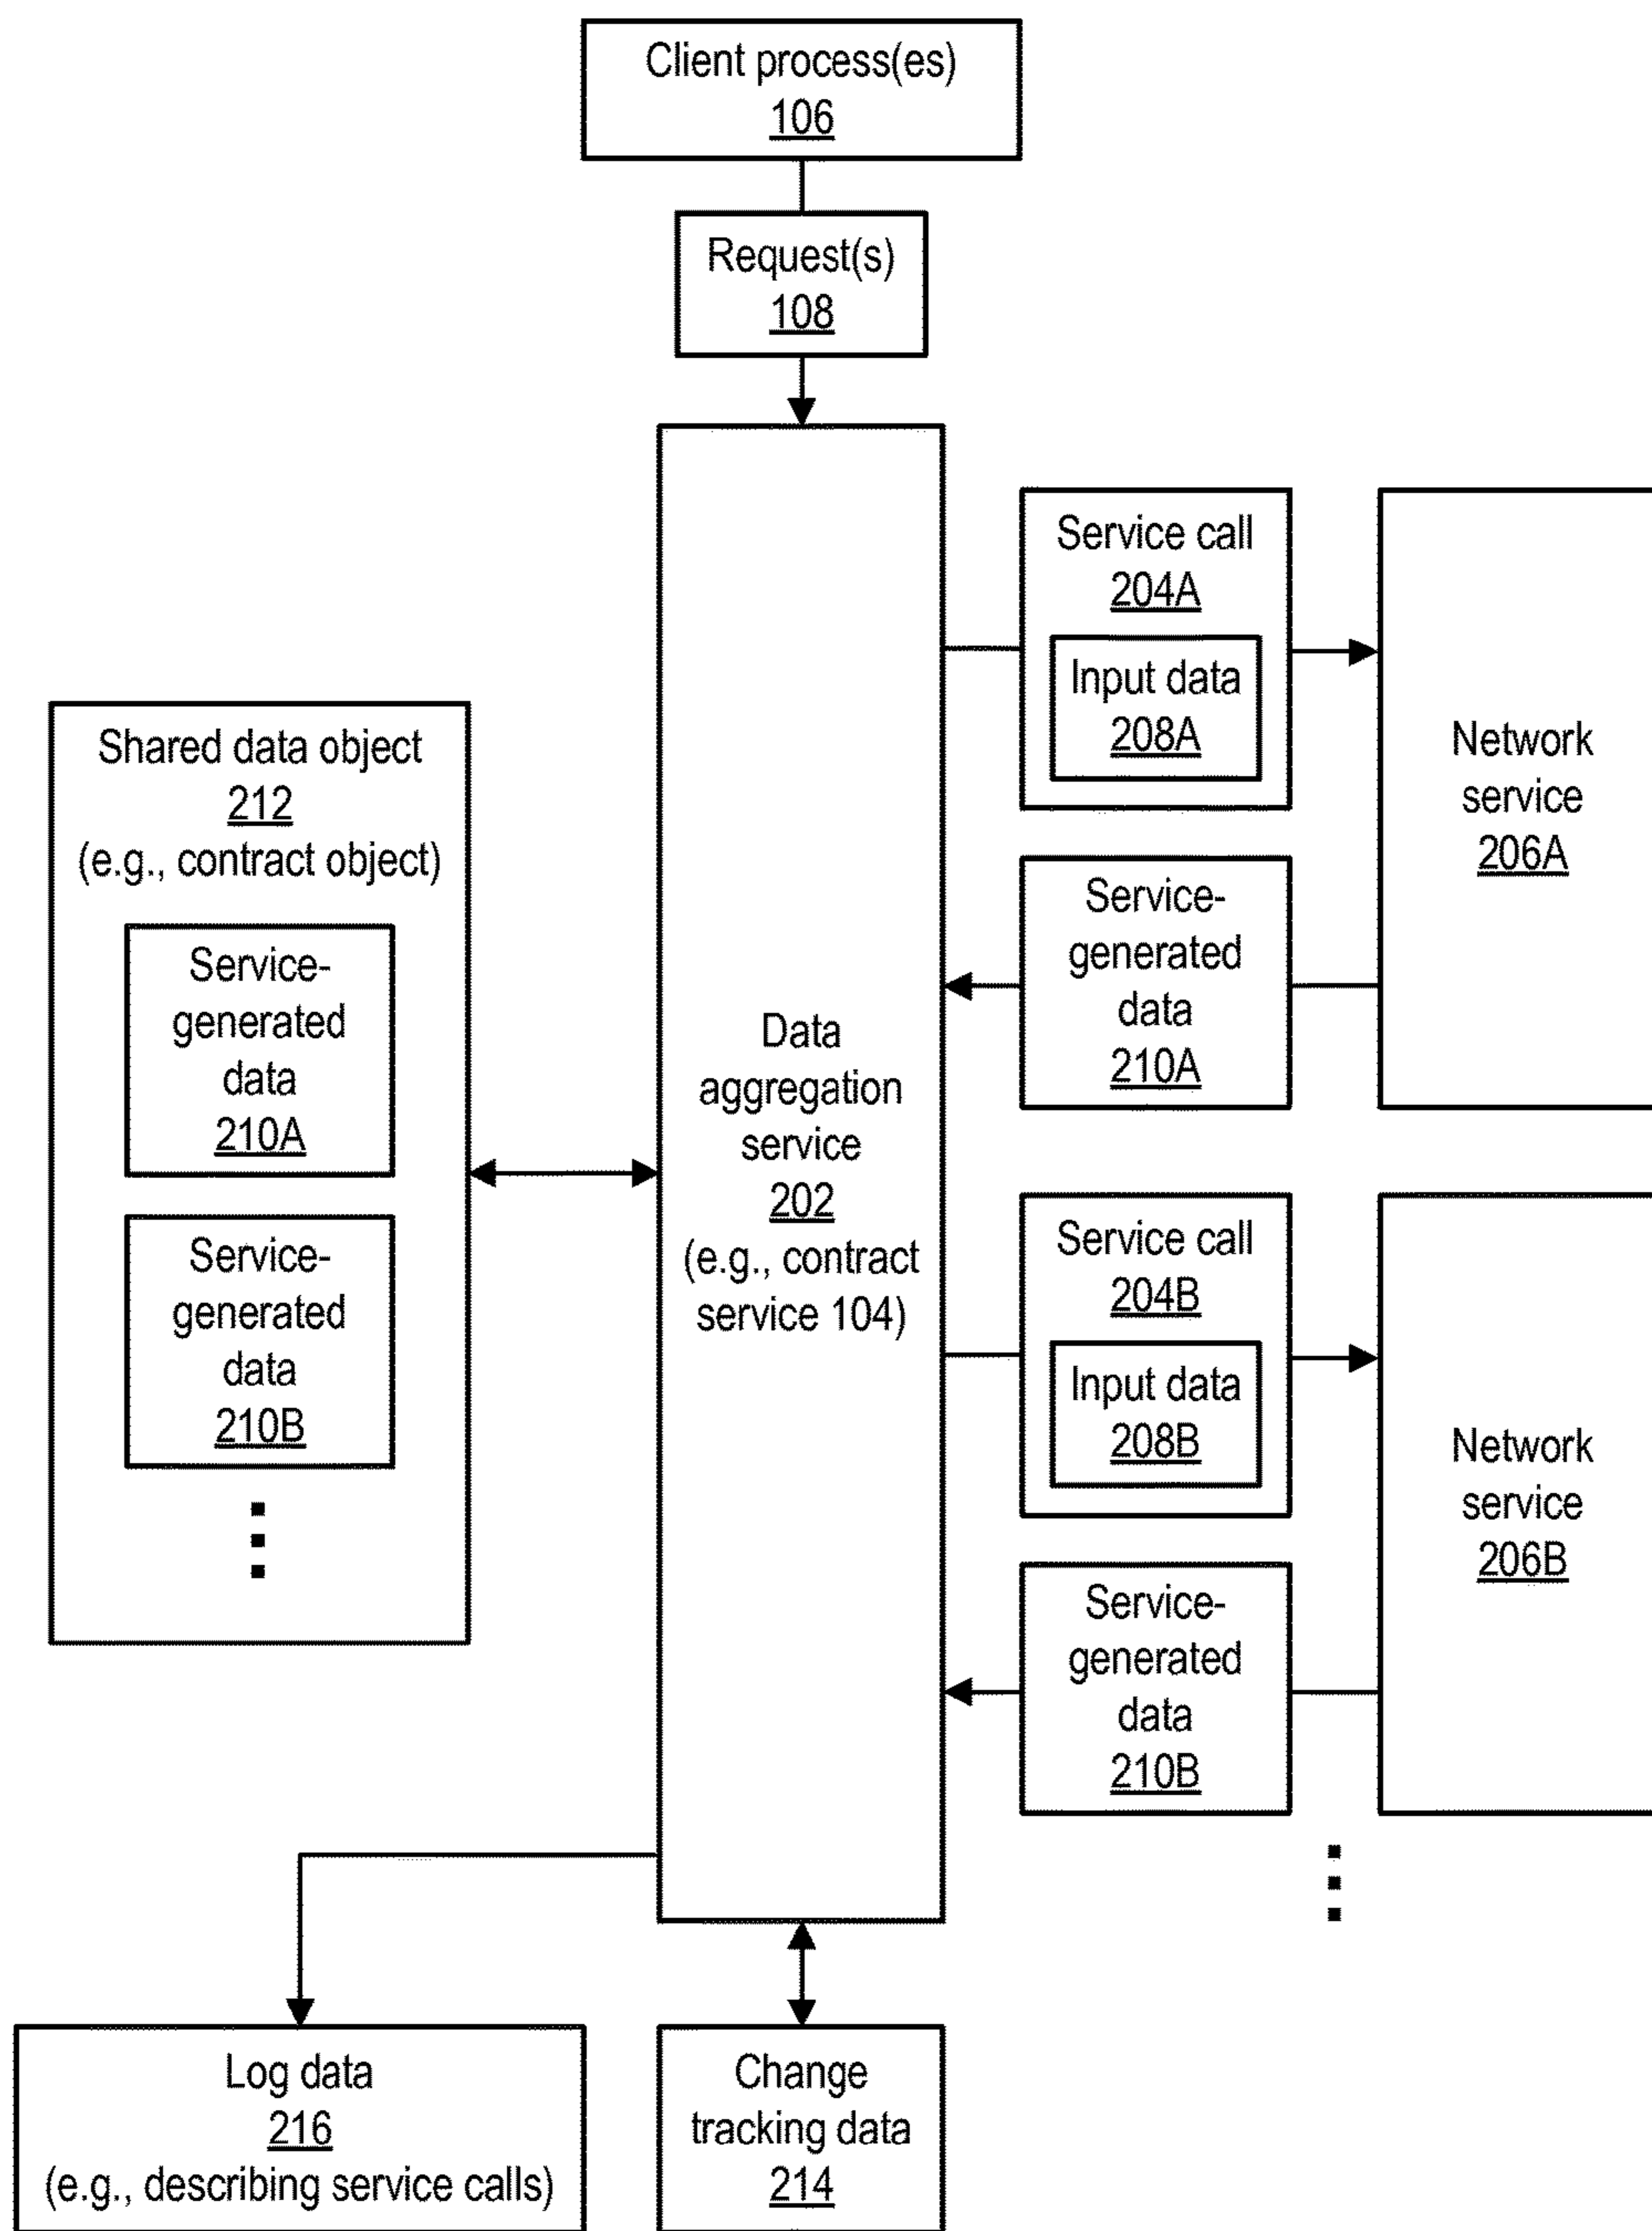 Client process(es)
106
Request(s)
108
Service call
204A
Input data
208A
Network
service
206A
Service-
generated
data
210A
Shared data object
212
(e.g., contract object)
Service-
generated
data
210A
Service-
generated
data
210B
Data
aggregation
service
202
(e.g., contract
service 104)
Service call
204B
Input data
208B
Network
service
206B
Service-
generated
data
210B
Log data
216
(e.g., describing service calls)
Change
tracking data
214